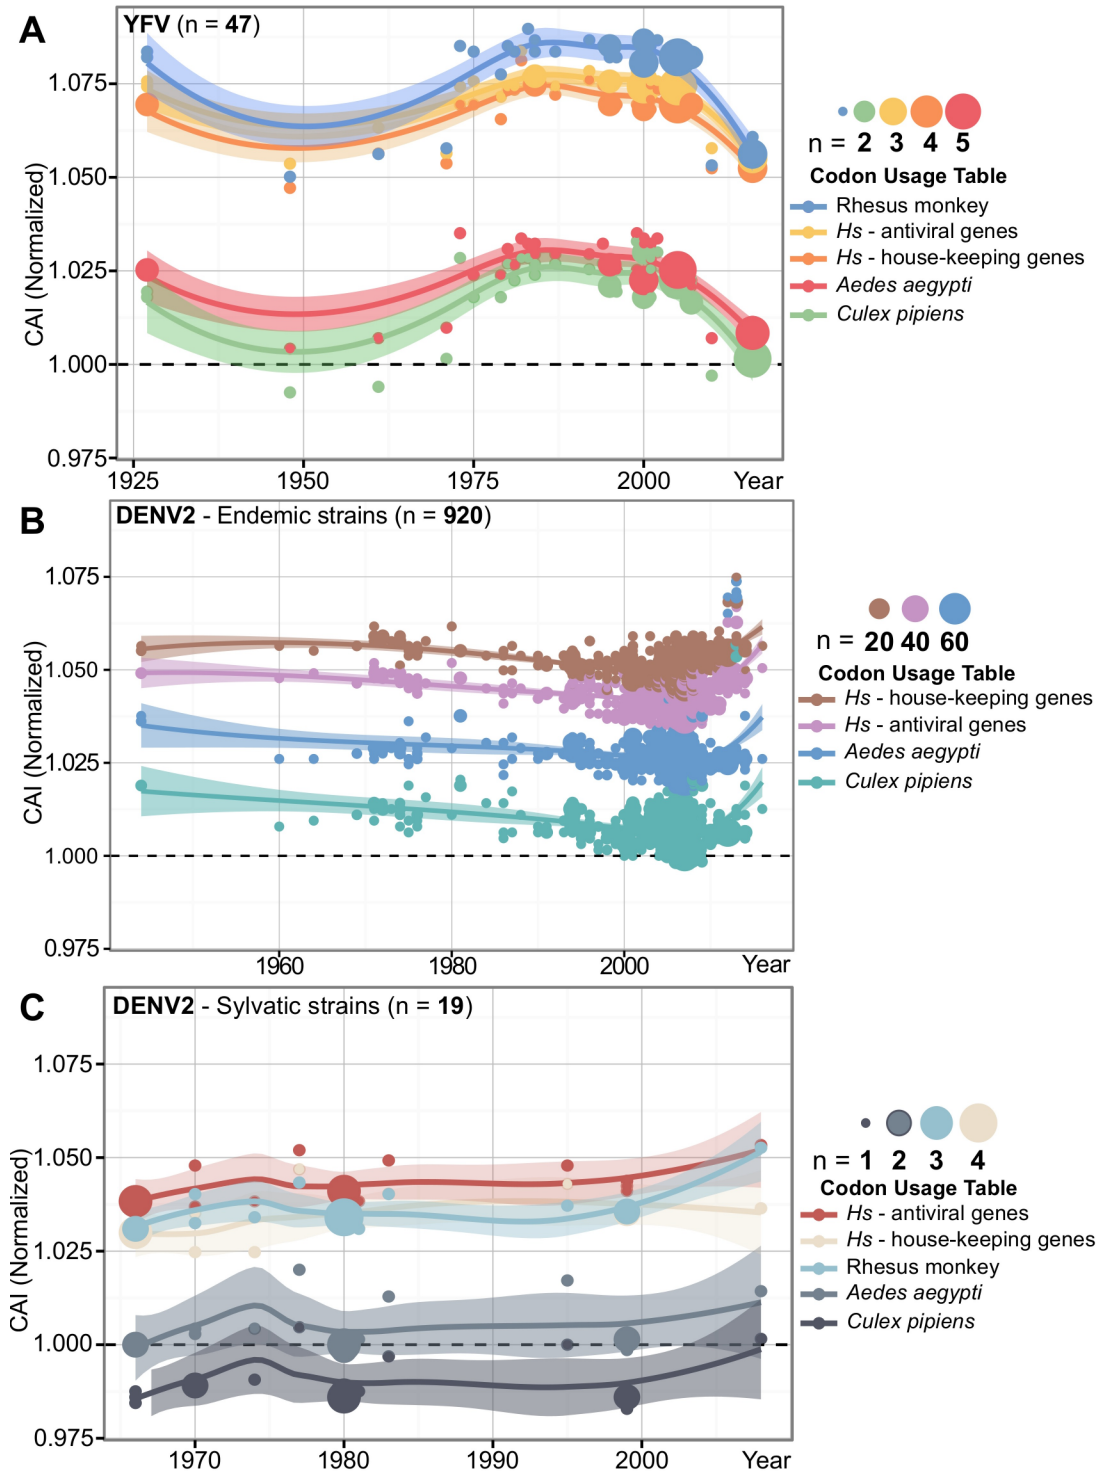 A
YFV (n = 47)
1.075
1.050
1.025
1.000
0.975
CAI (Normalized)
1925
1950
1975
2000
Year
n = 2 3 4 5
Codon Usage Table
Rhesus monkey
Hs - antiviral genes
Hs - house-keeping genes
Aedes aegypti
Culex pipiens
B
DENV2 - Endemic strains (n = 920)
1.075
1.050
1.025
1.000
0.975
CAI (Normalized)
1960
1980
2000
Year
n = 20 40 60
Codon Usage Table
Hs - house-keeping genes
Hs - antiviral genes
Aedes aegypti
Culex pipiens
C
DENV2 - Sylvatic strains (n = 19)
1.075
1.050
1.025
1.000
0.975
CAI (Normalized)
1970
1980
1990
2000
Year
n = 1 2 3 4
Codon Usage Table
Hs - antiviral genes
Hs - house-keeping genes
Rhesus monkey
Aedes aegypti
Culex pipiens